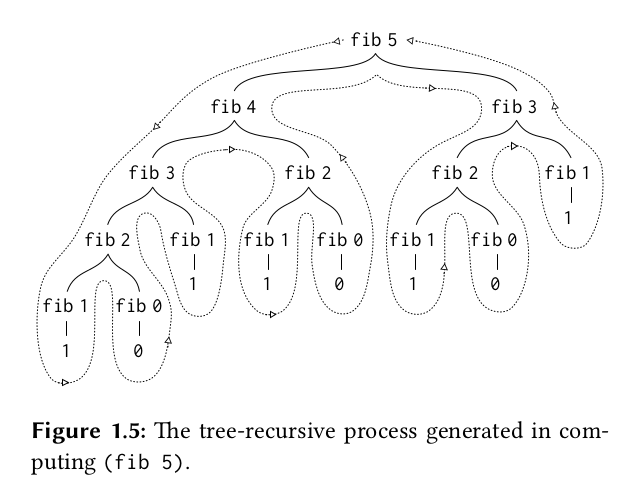 fib 5
fib 4 fib 3
fib 3 fib 2 fib 2 fib 1
1
fib 2 fib 1 fib 1 fib 0 fib 1 fib 0
1 1 0 1 0
fib 1 fib 0
1 0
Figure 1.5: The tree-recursive process generated in com-
puting (fib 5).